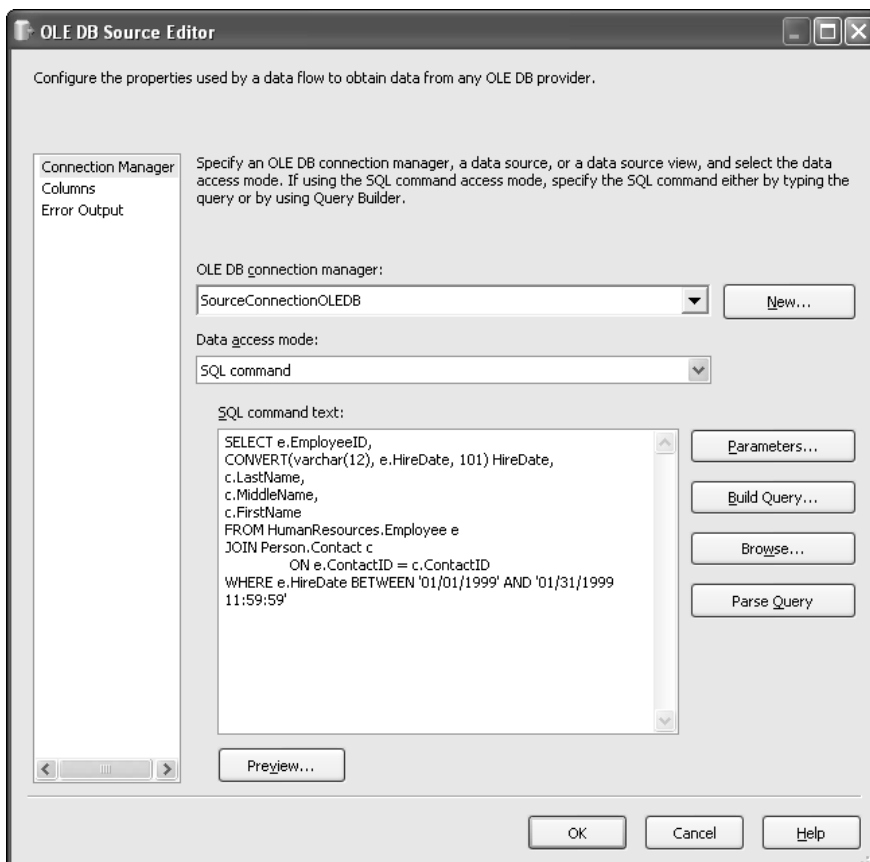 OLE DB Source Editor
Configure the properties used by a data flow to obtain data from any OLE DB provider.
Connection Manager
Columns
Error Output
Specify an OLE DB connection manager, a data source, or a data source view, and select the data
access mode. If using the SQL command access mode, specify the SQL command either by typing the
query or by using Query Builder.
OLE DB connection manager:
SourceConnectionOLEDB
New...
Data access mode:
SQL command
SQL command text:
SELECT e.EmployeeID,
CONVERT(varchar(12), e.HireDate, 101) HireDate,
c.LastName,
c.MiddleName,
c.FirstName
FROM HumanResources.Employee e
JOIN Person.Contact c
ON e.ContactID = c.ContactID
WHERE e.HireDate BETWEEN '01/01/1999' AND '01/31/1999
11:59:59'
Parameters...
Build Query...
Browse...
Parse Query
Preview...
OK
Cancel
Help